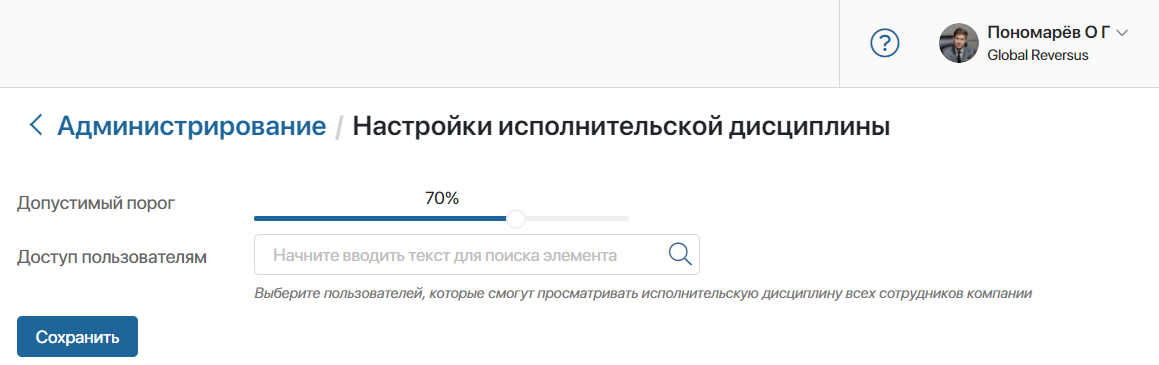 ?
Пономарёв О Г
Global Reversus
Администрирование / Настройки исполнительской дисциплины
70%
Допустимый порог
Доступ пользователям
Начните вводить текст для поиска элемента
Выберите пользователей, которые смогут просматривать исполнительскую дисциплину всех сотрудников компании
Сохранить